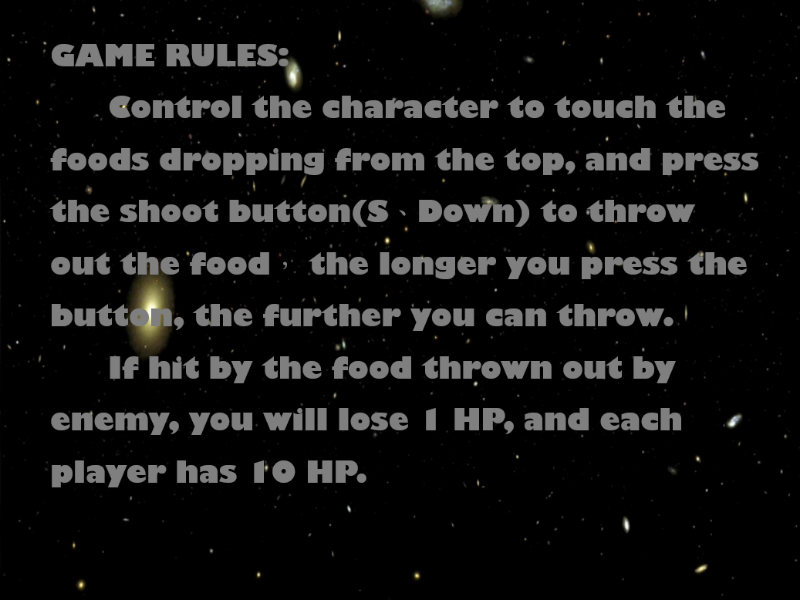 GAME RULES:
Control the character to touch the
foods dropping from the top, and press
the shoot button(S、Down) to throw
out the food， the longer you press the
button, the further you can throw.
If hit by the food thrown out by
enemy, you will lose 1 HP, and each
player has 10 HP.